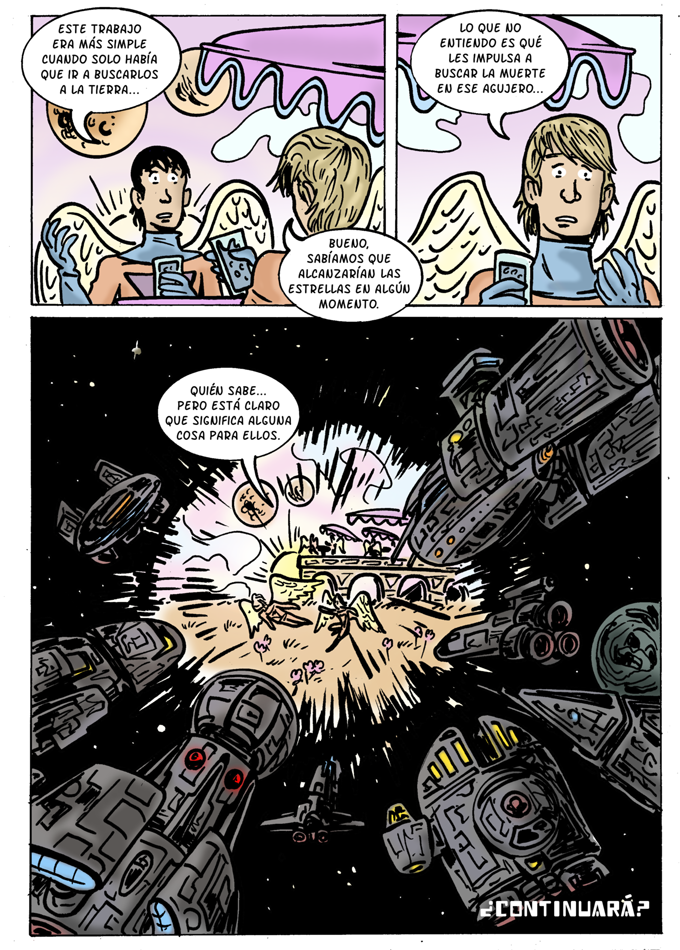 ESTE TRABAJO
ERA MÁS SIMPLE
CUANDO SOLO HABÍA
QUE IR A BUSCARLOS
A LA TIERRA...
BUENO,
SABÍAMOS QUE
ALCANZARÍAN LAS
ESTRELLAS EN ALGÚN
MOMENTO.
LO QUE NO
ENTIENDO ES QUÉ
LES IMPULSA A
BUSCAR LA MUERTE
EN ESE AGUJERO...
QUIÉN SABE...
PERO ESTÁ CLARO
QUE SIGNIFICA ALGUNA
COSA PARA ELLOS.
¿CONTINUARÁ?